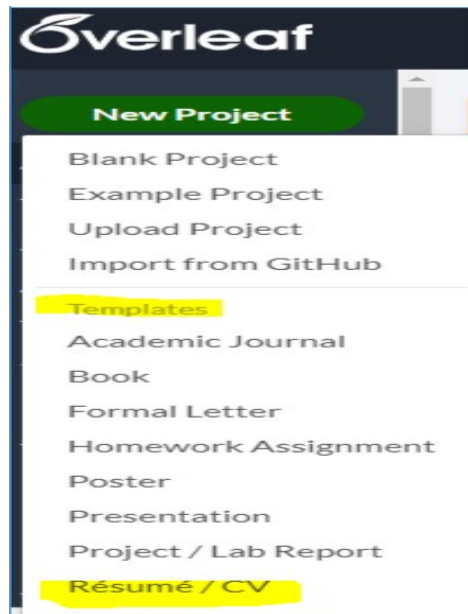 Overleaf
New Project
Blank Project
Example Project
Upload Project
Import from GitHub
Templates
Academic Journal
Book
Formal Letter
Homework Assignment
Poster
Presentation
Project / Lab Report
Résumé / CV